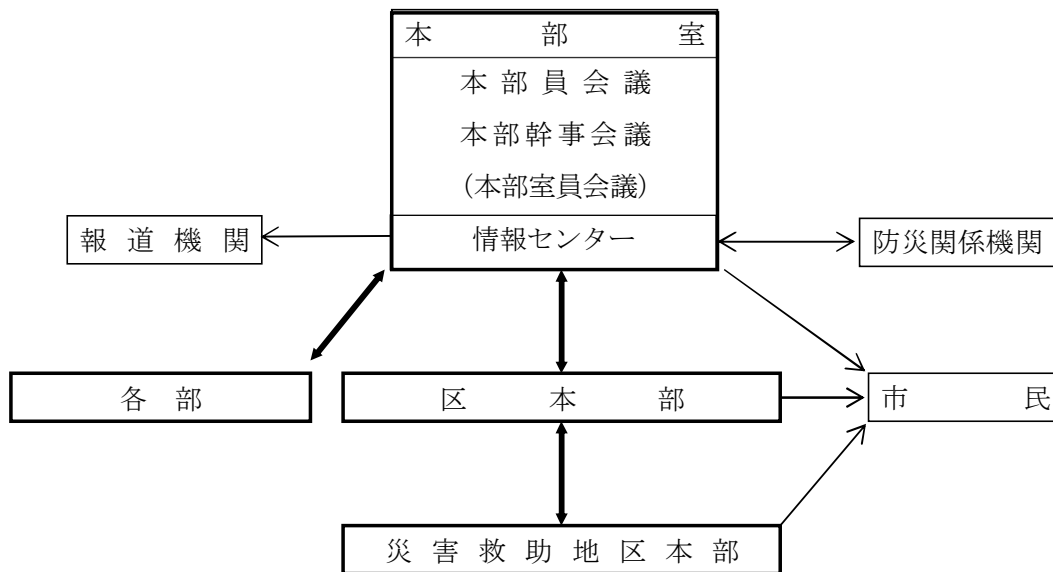 本部室
本部員会議
本部幹事会議
(本部室員会議)
報道機関
情報センター
防災関係機関
各部
区本部
市民
災害救助地区本部